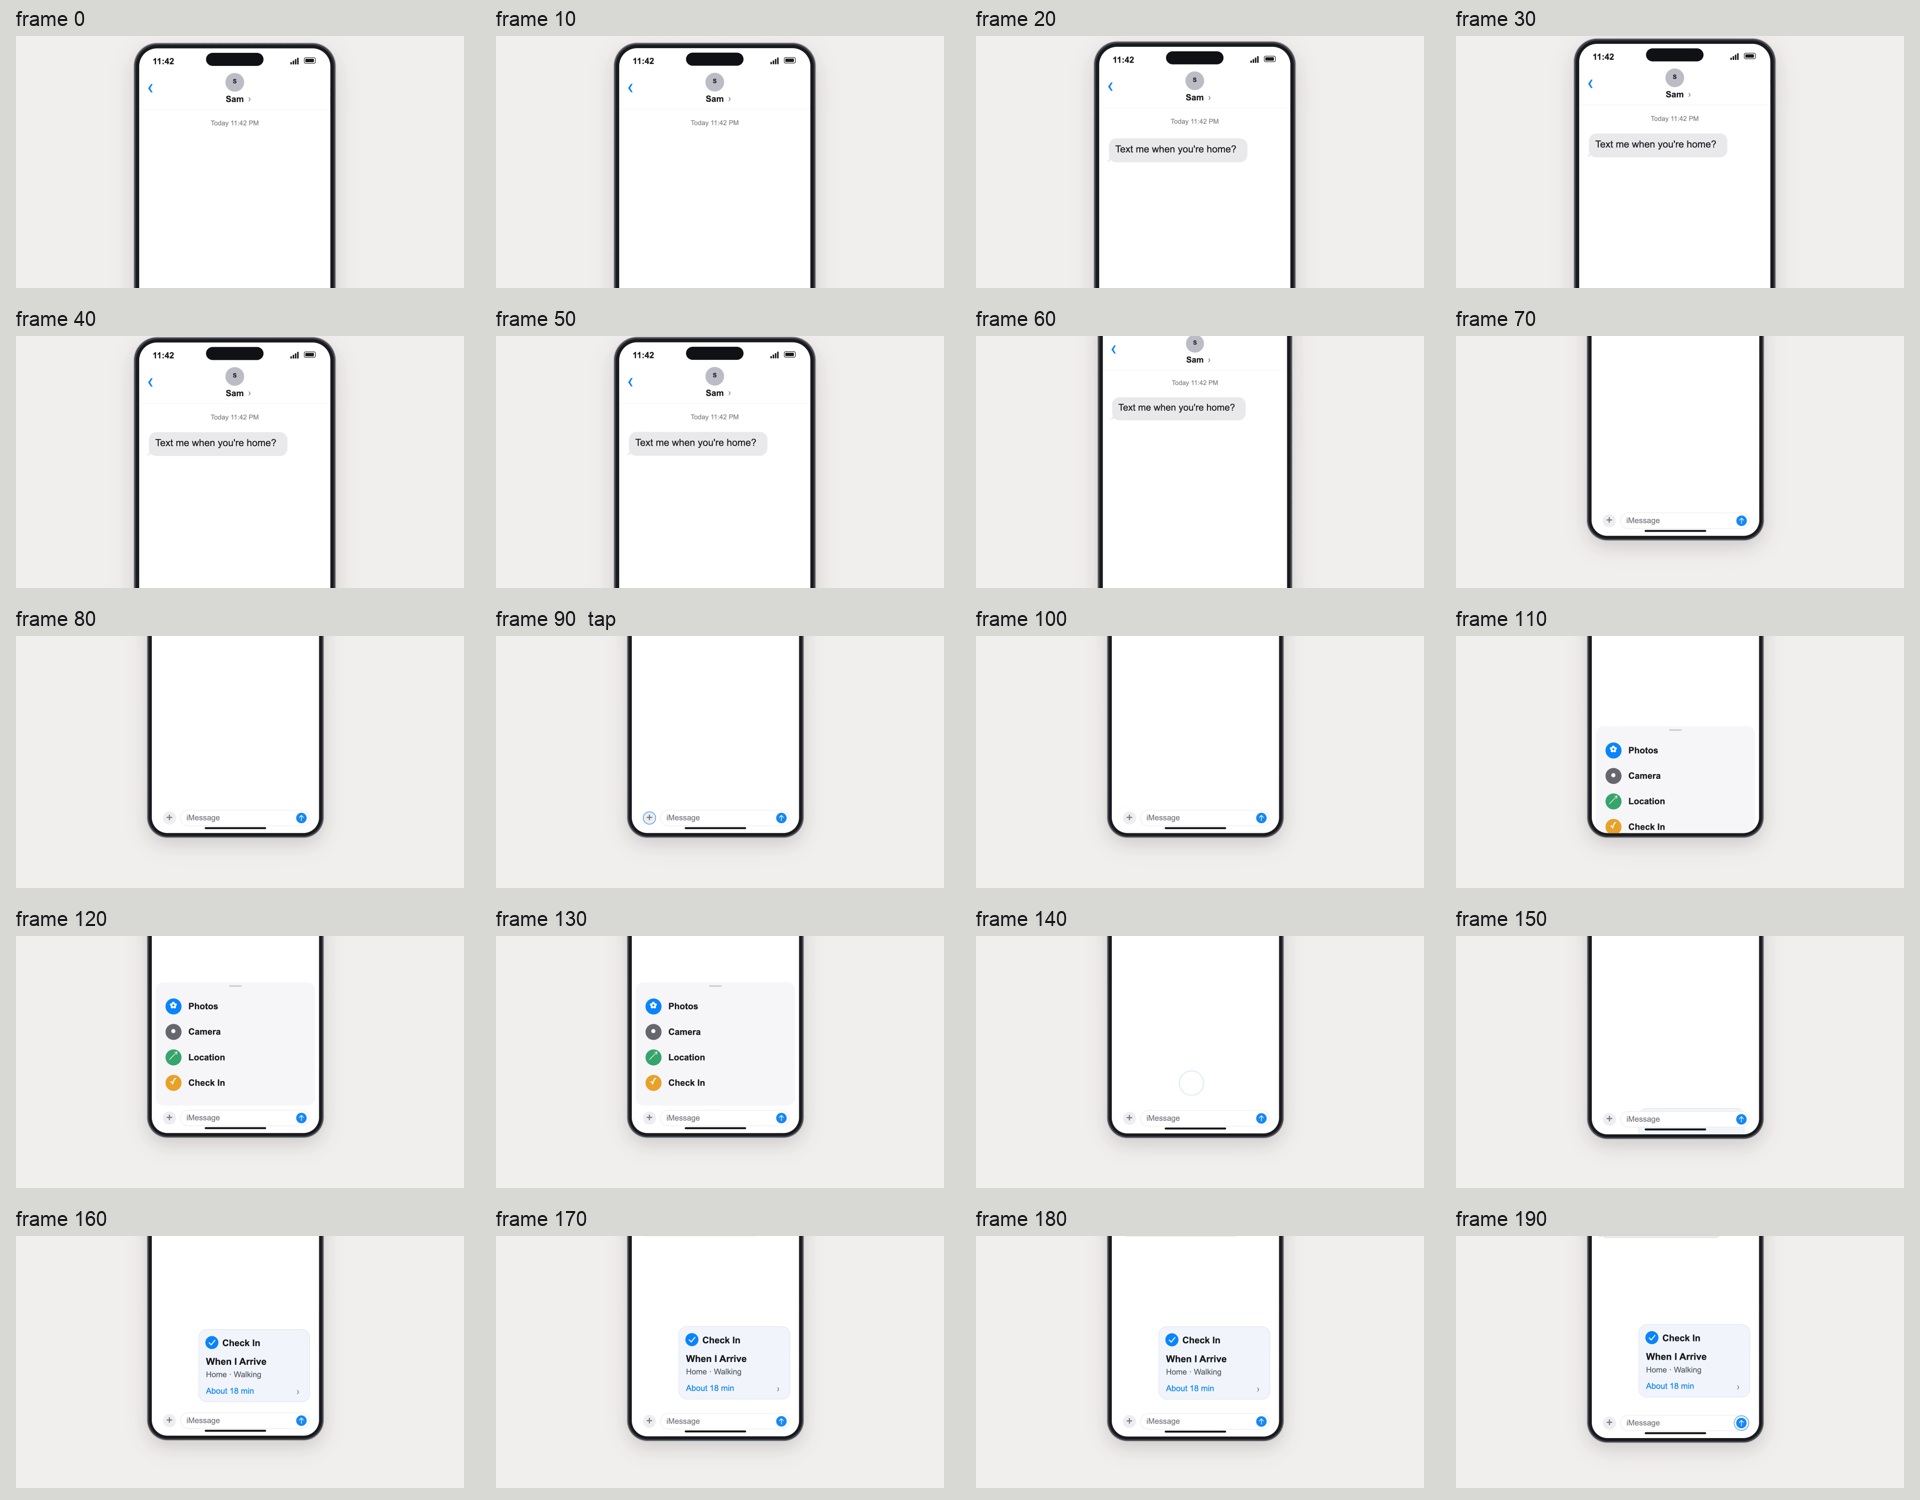 frame 0
11:42
S
Sam ›
Today 11:42 PM
frame 10
11:42
S
Sam ›
Today 11:42 PM
frame 20
11:42
S
Sam ›
Today 11:42 PM
Text me when you're home?
frame 30
11:42
S
Sam ›
Today 11:42 PM
Text me when you're home?
frame 40
11:42
S
Sam ›
Today 11:42 PM
Text me when you're home?
frame 50
11:42
S
Sam ›
Today 11:42 PM
Text me when you're home?
frame 60
S
Sam ›
Today 11:42 PM
Text me when you're home?
frame 70
+ iMessage
frame 80
+ iMessage
frame 90 tap
+ iMessage
frame 100
+ iMessage
frame 110
Photos
Camera
Location
Check In
frame 120
Photos
Camera
Location
Check In
+ iMessage
frame 130
Photos
Camera
Location
Check In
+ iMessage
frame 140
+ iMessage
frame 150
+ iMessage
frame 160
Check In
When I Arrive
Home · Walking
About 18 min ›
+ iMessage
frame 170
Check In
When I Arrive
Home · Walking
About 18 min ›
+ iMessage
frame 180
Check In
When I Arrive
Home · Walking
About 18 min ›
+ iMessage
frame 190
Check In
When I Arrive
Home · Walking
About 18 min ›
+ iMessage